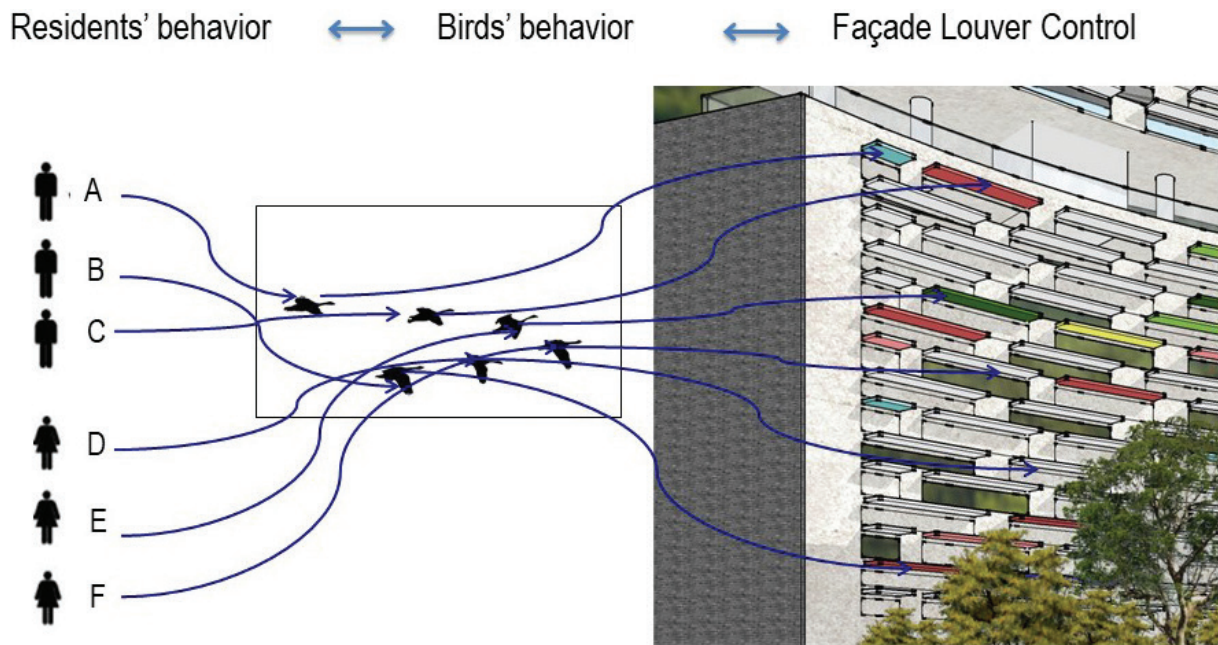 Residents’ behavior
Birds’ behavior
Façade Louver Control
A
B
C
D
E
F